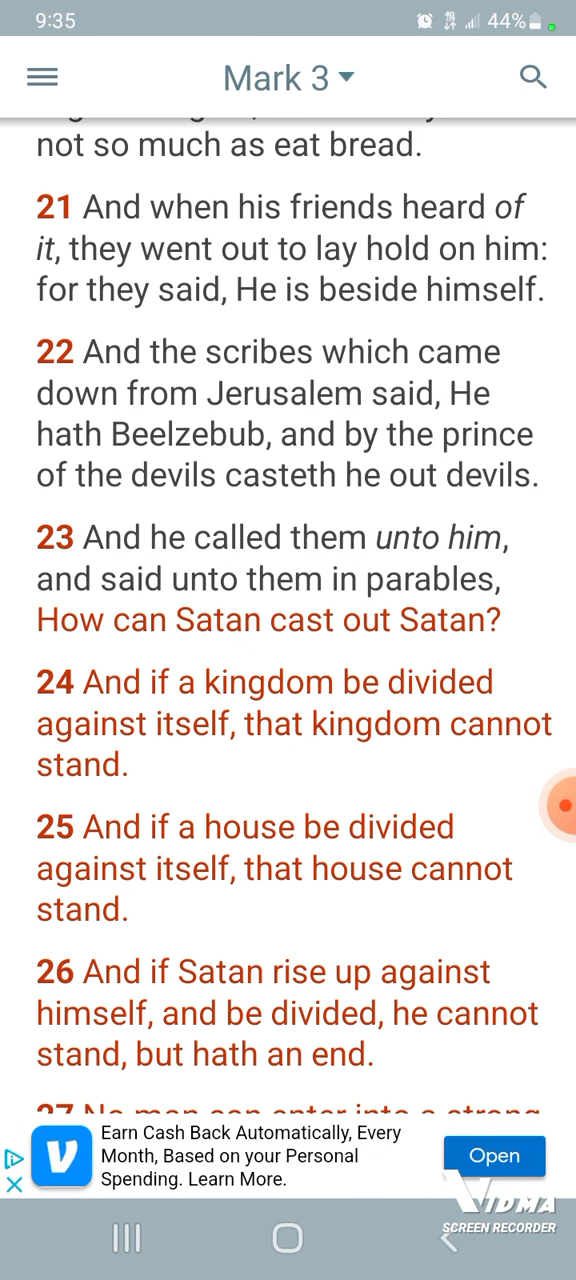 9:35
44%
Mark 3
not so much as eat bread.
21 And when his friends heard of
it, they went out to lay hold on him:
for they said, He is beside himself.
22 And the scribes which came
down from Jerusalem said, He
hath Beelzebub, and by the prince
of the devils casteth he out devils.
23 And he called them unto him,
and said unto them in parables,
How can Satan cast out Satan?
24 And if a kingdom be divided
against itself, that kingdom cannot
stand.
25 And if a house be divided
against itself, that house cannot
stand.
26 And if Satan rise up against
himself, and be divided, he cannot
stand, but hath an end.
27 No man can enter into a strong
Earn Cash Back Automatically, Every
Month, Based on your Personal
Spending. Learn More.
Open
VIDMA
SCREEN RECORDER